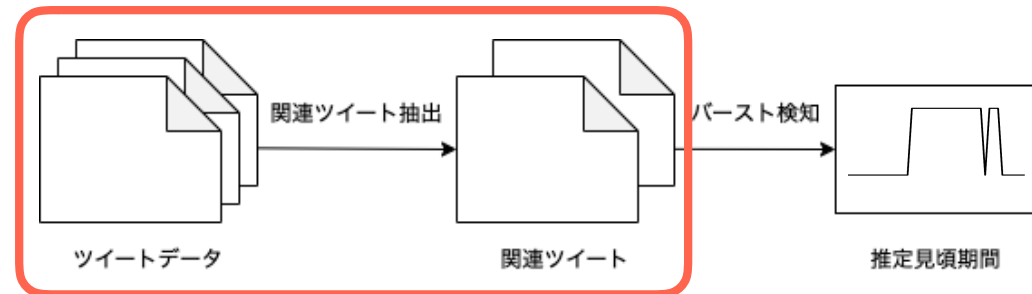 関連ツイート抽出
バースト検知
ツイートデータ
関連ツイート
推定見頃期間